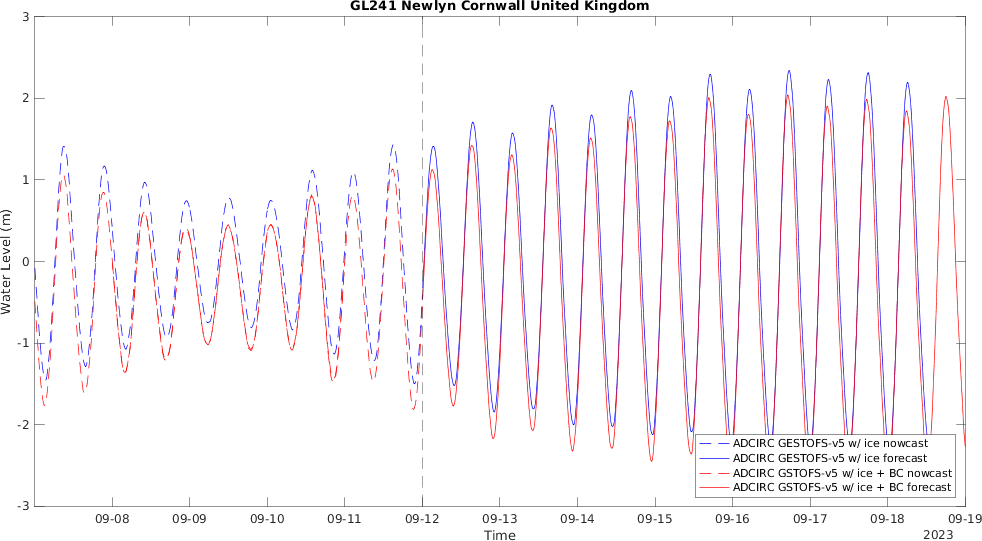 GL241 Newlyn Cornwall United Kingdom
3
2
1
0
-1
-2
-3
Water Level (m)
ADCIRC GESTOFS-v5 w/ ice nowcast
ADCIRC GESTOFS-v5 w/ ice forecast
ADCIRC GSTOFS-v5 w/ ice + BC nowcast
ADCIRC GSTOFS-v5 w/ ice + BC forecast
09-08 09-09 09-10 09-11 09-12 09-13 09-14 09-15 09-16 09-17 09-18 09-19
Time
2023